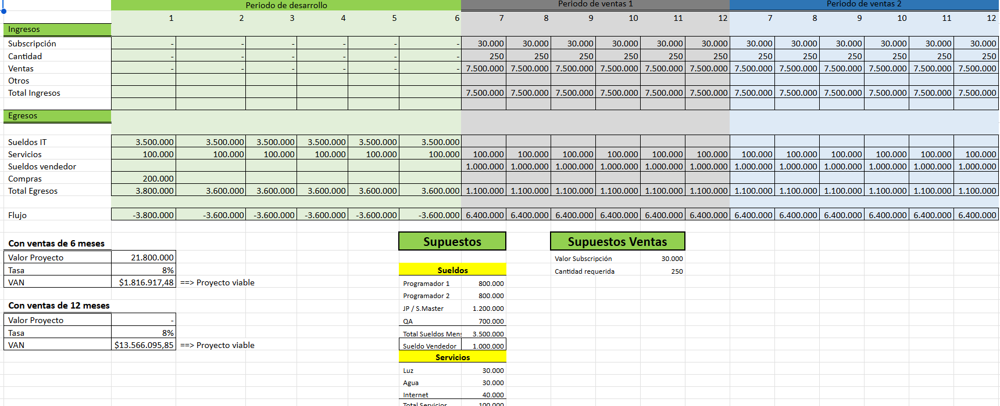 Periodo de desarrollo Periodo de ventas 1 Periodo de ventas 2
1 2 3 4 5 6 7 8 9 10 11 12 7 8 9 10 11 12
Ingresos
Subscripción - - - - - - 30.000 30.000 30.000 30.000 30.000 30.000 30.000 30.000 30.000 30.000 30.000 30.000
Cantidad - - - - - - 250 250 250 250 250 250 250 250 250 250 250 250
Ventas - - - - - - 7.500.000 7.500.000 7.500.000 7.500.000 7.500.000 7.500.000 7.500.000 7.500.000 7.500.000 7.500.000 7.500.000 7.500.000
Otros
Total Ingresos 7.500.000 7.500.000 7.500.000 7.500.000 7.500.000 7.500.000 7.500.000 7.500.000 7.500.000 7.500.000 7.500.000 7.500.000
Egresos
Sueldos IT 3.500.000 3.500.000 3.500.000 3.500.000 3.500.000 3.500.000
Servicios 100.000 100.000 100.000 100.000 100.000 100.000 100.000 100.000 100.000 100.000 100.000 100.000 100.000 100.000 100.000 100.000 100.000 100.000
Sueldos vendedor 1.000.000 1.000.000 1.000.000 1.000.000 1.000.000 1.000.000 1.000.000 1.000.000 1.000.000 1.000.000 1.000.000 1.000.000
Compras 200.000
Total Egresos 3.800.000 3.600.000 3.600.000 3.600.000 3.600.000 3.600.000 1.100.000 1.100.000 1.100.000 1.100.000 1.100.000 1.100.000 1.100.000 1.100.000 1.100.000 1.100.000 1.100.000 1.100.000
Flujo -3.800.000 -3.600.000 -3.600.000 -3.600.000 -3.600.000 -3.600.000 6.400.000 6.400.000 6.400.000 6.400.000 6.400.000 6.400.000 6.400.000 6.400.000 6.400.000 6.400.000 6.400.000 6.400.000
Con ventas de 6 meses
Valor Proyecto 21.800.000
Tasa 8%
VAN $1.816.917,48 ==> Proyecto viable
Con ventas de 12 meses
Valor Proyecto -
Tasa 8%
VAN $13.566.095,85 ==> Proyecto viable
Supuestos
Sueldos
Programador 1 800.000
Programador 2 800.000
JP / S.Master 1.200.000
QA 700.000
Total Sueldos Mens 3.500.000
Sueldo Vendedor 1.000.000
Servicios
Luz 30.000
Agua 30.000
Internet 40.000
Total Servicios 100.000
Supuestos Ventas
Valor Subscripción 30.000
Cantidad requerida 250